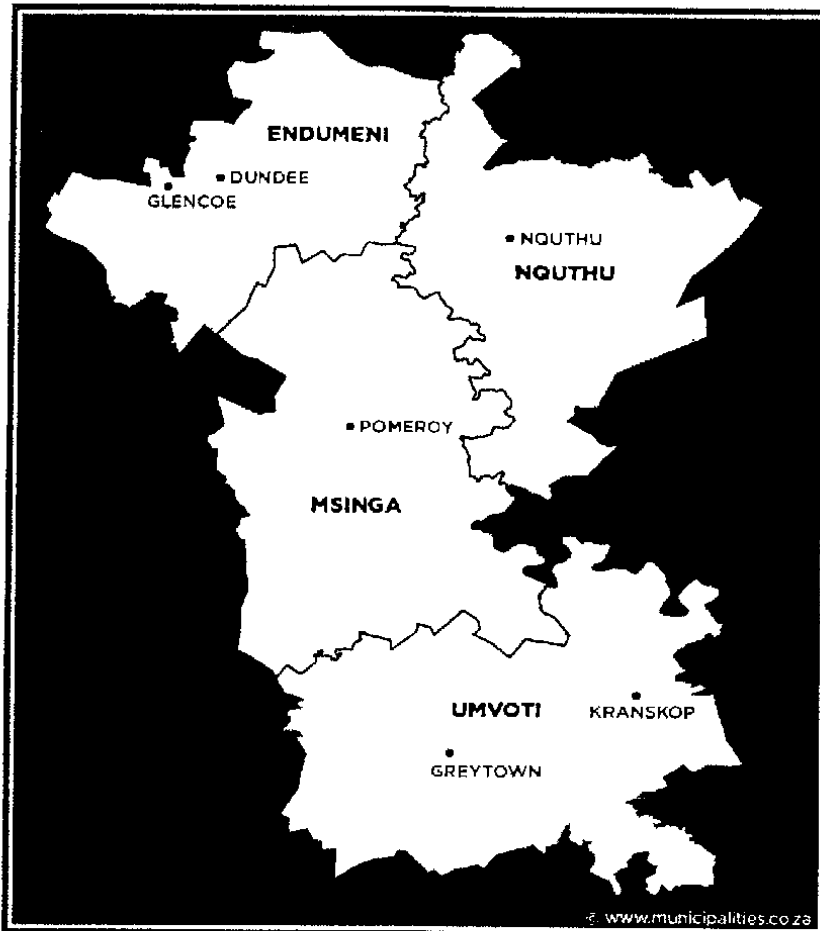 ENDUMENI
DUNDEE
GLENCOE
NQUTHU
NQUTHU
POMEROY
MSINGA
UMVOTI
KRANSKOP
GREYTOWN
© www.municipalities.co.za